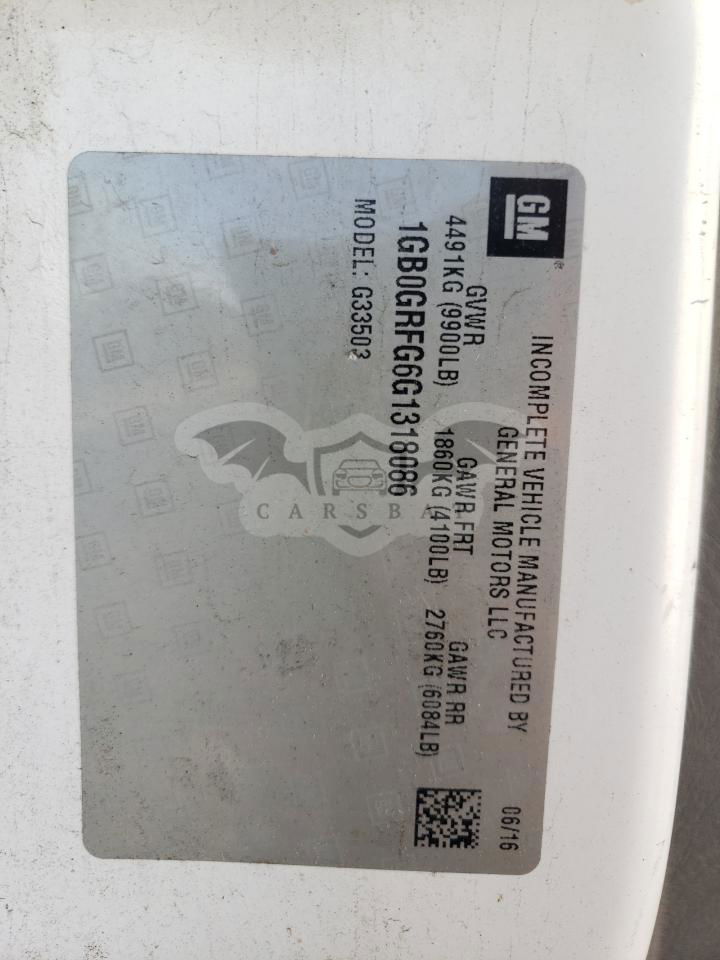 GM
INCOMPLETE VEHICLE MANUFACTURED BY
GENERAL MOTORS LLC
06/16
GVWR GAWR FRT GAWR RR
4491KG (9900LB) 1860KG (4100LB) 2760KG (6084LB)
1GB0GRFG6G1318086
MODEL: G33503
CARSBAT